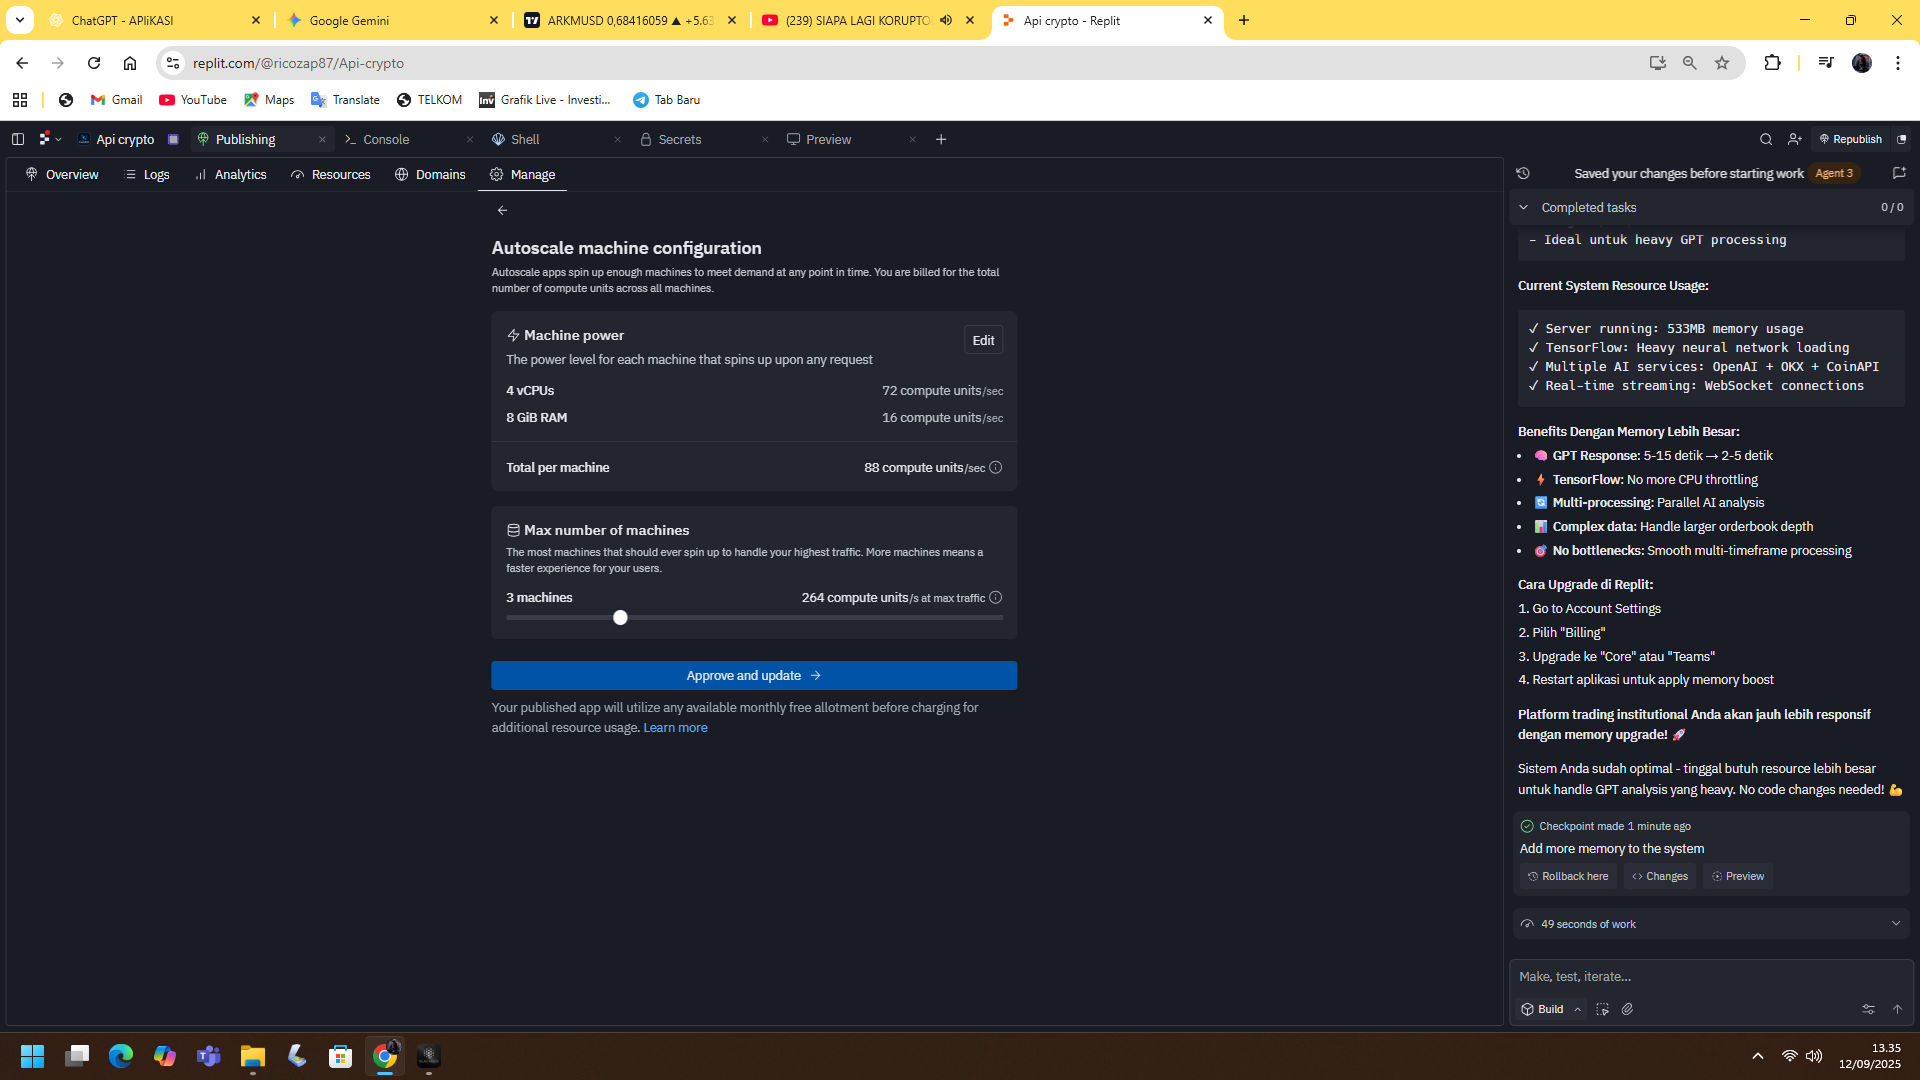 ChatGPT - APliKASI
Google Gemini
ARKMUSD 0,68416059 ▲ +5.63
(239) SIAPA LAGI KORUPTO
Api crypto - Replit
replit.com/@ricozap87/Api-crypto
Gmail
YouTube
Maps
Translate
TELKOM
Inv
Grafik Live - Investi...
Tab Baru
Api crypto
Publishing
Console
Shell
Secrets
Preview
Republish
Overview
Logs
Analytics
Resources
Domains
Manage
Autoscale machine configuration
Autoscale apps spin up enough machines to meet demand at any point in time. You are billed for the total
number of compute units across all machines.
Machine power
Edit
The power level for each machine that spins up upon any request
4 vCPUs
72 compute units/sec
8 GiB RAM
16 compute units/sec
Total per machine
88 compute units/sec
Max number of machines
The most machines that should ever spin up to handle your highest traffic. More machines means a
faster experience for your users.
3 machines
264 compute units/s at max traffic
Approve and update →
Your published app will utilize any available monthly free allotment before charging for
additional resource usage. Learn more
Saved your changes before starting work
Agent 3
Completed tasks
0 / 0
- Ideal untuk heavy GPT processing
Current System Resource Usage:
✓ Server running: 533MB memory usage
✓ TensorFlow: Heavy neural network loading
✓ Multiple AI services: OpenAI + OKX + CoinAPI
✓ Real-time streaming: WebSocket connections
Benefits Dengan Memory Lebih Besar:
• 🧠 GPT Response: 5-15 detik → 2-5 detik
• ⚡ TensorFlow: No more CPU throttling
• 🔄 Multi-processing: Parallel AI analysis
• 📊 Complex data: Handle larger orderbook depth
• 🎯 No bottlenecks: Smooth multi-timeframe processing
Cara Upgrade di Replit:
1. Go to Account Settings
2. Pilih "Billing"
3. Upgrade ke "Core" atau "Teams"
4. Restart aplikasi untuk apply memory boost
Platform trading institutional Anda akan jauh lebih responsif
dengan memory upgrade! 🚀
Sistem Anda sudah optimal - tinggal butuh resource lebih besar
untuk handle GPT analysis yang heavy. No code changes needed! 💪
Checkpoint made 1 minute ago
Add more memory to the system
Rollback here
Changes
Preview
49 seconds of work
Make, test, iterate...
Build
13.35
12/09/2025